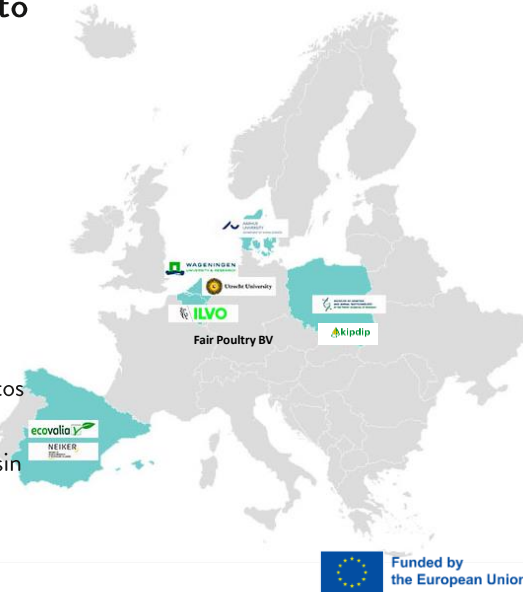 to
AARHUS
UNIVERSITY
WAGENINGEN
UNIVERSITY & RESEARCH
Utrecht University
ILVO
Fair Poultry BV
kipdip
cos
ecovalia
sin
NEIKER
Funded by
the European Union